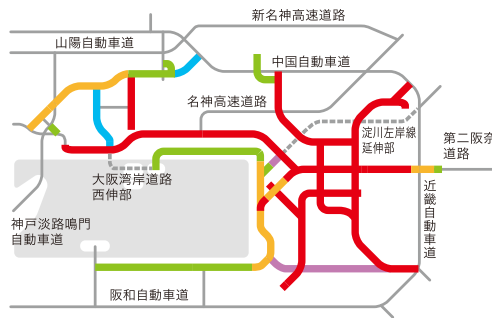 新名神高速道路
山陽自動車道
中国自動車道
名神高速道路
淀川左岸線
延伸部
第二阪奈
道路
大阪湾岸道路
西伸部
近畿自動車道
神戸淡路鳴門
自動車道
阪和自動車道